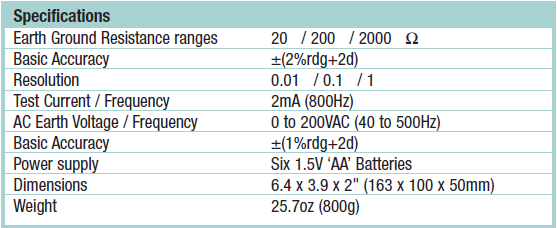 Specifications
Earth Ground Resistance ranges 20 / 200 / 2000 Ω
Basic Accuracy ±(2%rdg+2d)
Resolution 0.01 / 0.1 / 1
Test Current / Frequency 2mA (800Hz)
AC Earth Voltage / Frequency 0 to 200VAC (40 to 500Hz)
Basic Accuracy ±(1%rdg+2d)
Power supply Six 1.5V ‘AA’ Batteries
Dimensions 6.4 x 3.9 x 2" (163 x 100 x 50mm)
Weight 25.7oz (800g)